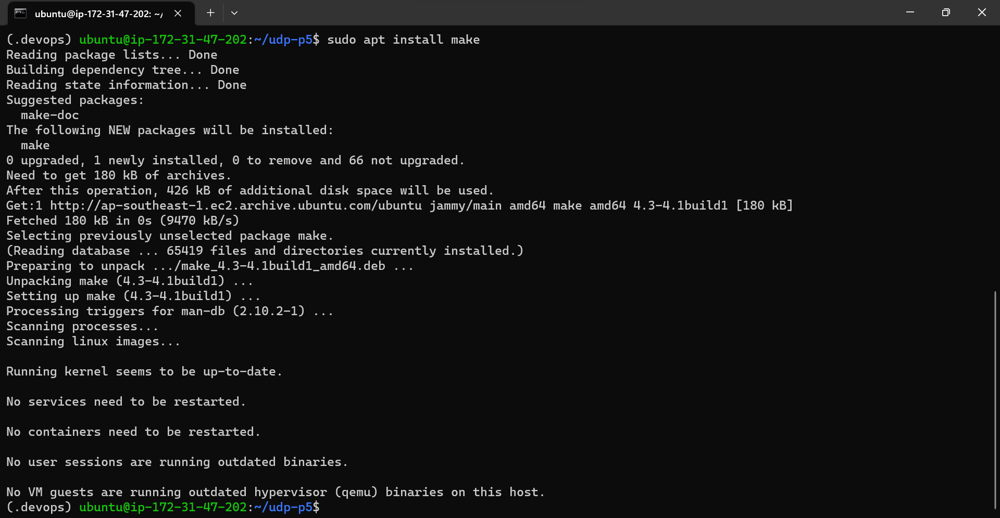 ubuntu@ip-172-31-47-202: ~/
(.devops) ubuntu@ip-172-31-47-202:~/udp-p5$ sudo apt install make
Reading package lists... Done
Building dependency tree... Done
Reading state information... Done
Suggested packages:
  make-doc
The following NEW packages will be installed:
  make
0 upgraded, 1 newly installed, 0 to remove and 66 not upgraded.
Need to get 180 kB of archives.
After this operation, 426 kB of additional disk space will be used.
Get:1 http://ap-southeast-1.ec2.archive.ubuntu.com/ubuntu jammy/main amd64 make amd64 4.3-4.1build1 [180 kB]
Fetched 180 kB in 0s (9470 kB/s)
Selecting previously unselected package make.
(Reading database ... 65419 files and directories currently installed.)
Preparing to unpack .../make_4.3-4.1build1_amd64.deb ...
Unpacking make (4.3-4.1build1) ...
Setting up make (4.3-4.1build1) ...
Processing triggers for man-db (2.10.2-1) ...
Scanning processes...
Scanning linux images...
Running kernel seems to be up-to-date.
No services need to be restarted.
No containers need to be restarted.
No user sessions are running outdated binaries.
No VM guests are running outdated hypervisor (qemu) binaries on this host.
(.devops) ubuntu@ip-172-31-47-202:~/udp-p5$